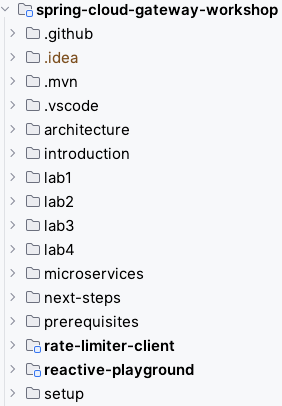 spring-cloud-gateway-workshop
.github
.idea
.mvn
.vscode
architecture
introduction
lab1
lab2
lab3
lab4
microservices
next-steps
prerequisites
rate-limiter-client
reactive-playground
setup